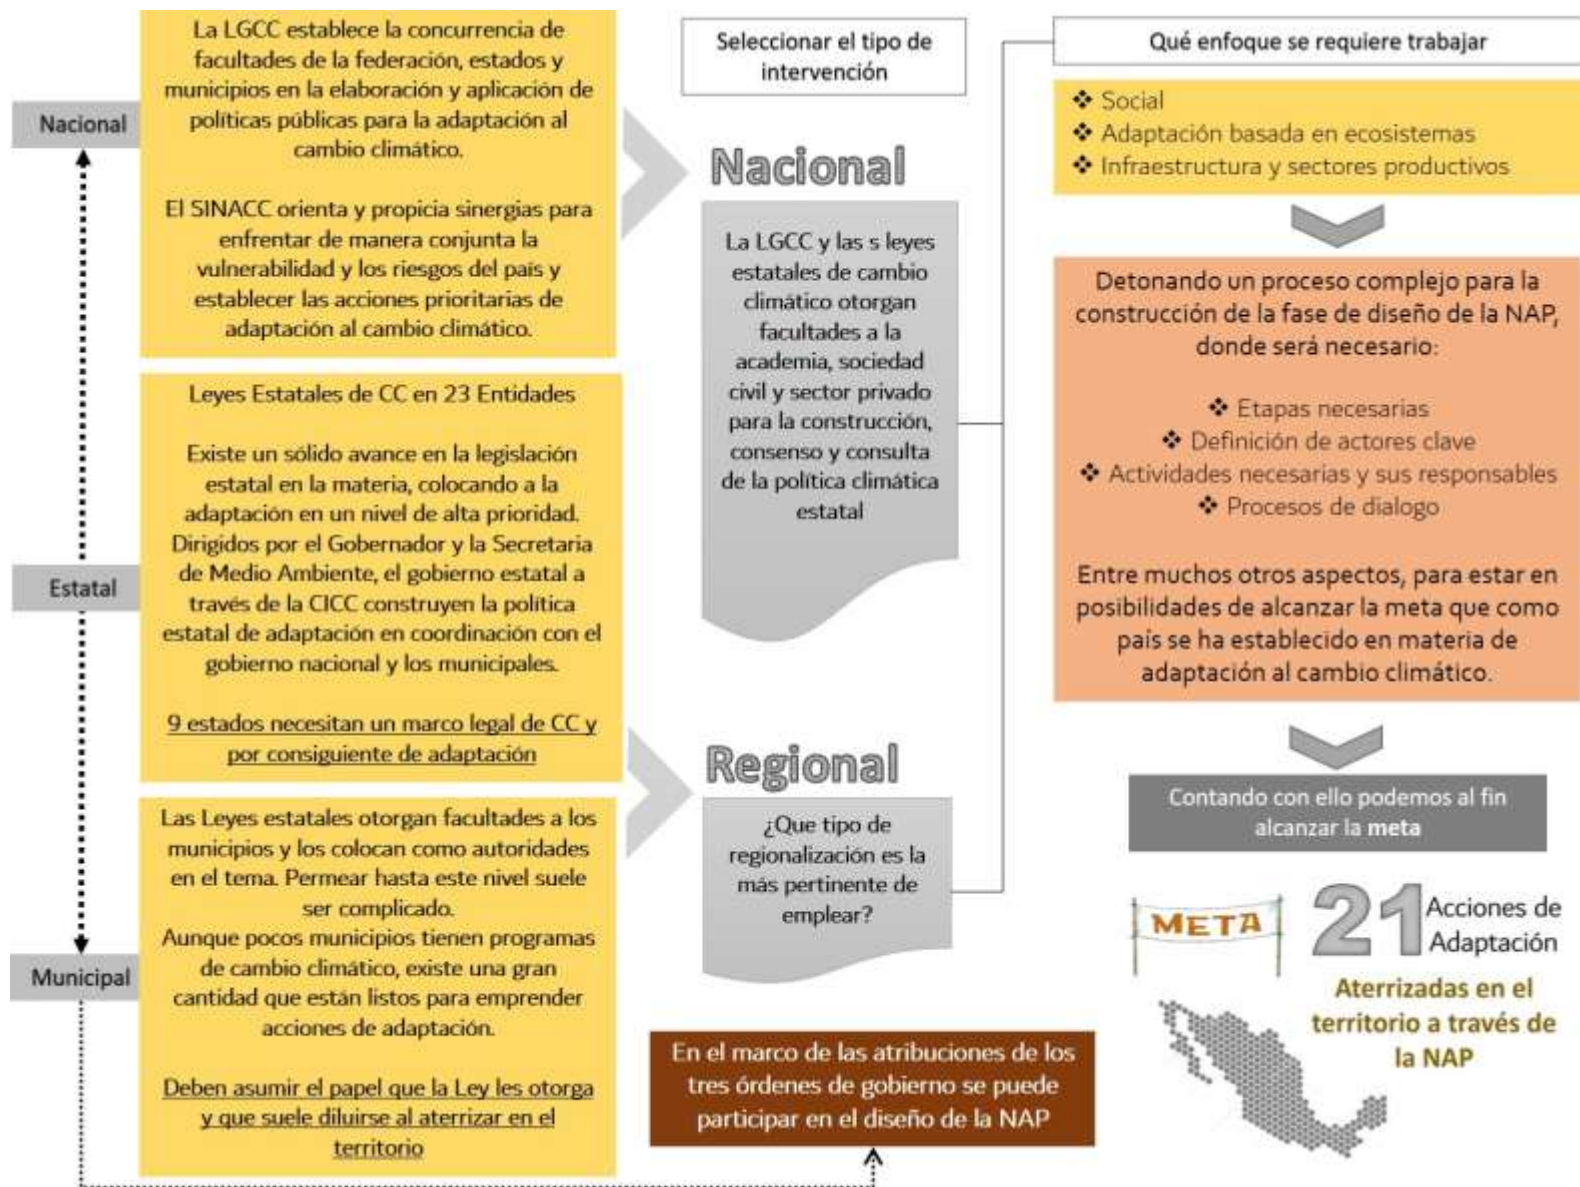 Nacional
La LGCC establece la concurrencia de
facultades de la federación, estados y
municipios en la elaboración y aplicación de
políticas públicas para la adaptación al
cambio climático.
El SINACC orienta y propicia sinergias para
enfrentar de manera conjunta la
vulnerabilidad y los riesgos del país y
establecer las acciones prioritarias de
adaptación al cambio climático.
Estatal
Leyes Estatales de CC en 23 Entidades
Existe un sólido avance en la legislación
estatal en la materia, colocando a la
adaptación en un nivel de alta prioridad.
Dirigidos por el Gobernador y la Secretaria
de Medio Ambiente, el gobierno estatal a
través de la CICC construyen la política
estatal de adaptación en coordinación con el
gobierno nacional y los municipales.
9 estados necesitan un marco legal de CC y
por consiguiente de adaptación
Municipal
Las Leyes estatales otorgan facultades a los
municipios y los colocan como autoridades
en el tema. Permear hasta este nivel suele
ser complicado.
Aunque pocos municipios tienen programas
de cambio climático, existe una gran
cantidad que están listos para emprender
acciones de adaptación.
Deben asumir el papel que la Ley les otorga
y que suele diluirse al aterrizar en el
territorio
Seleccionar el tipo de
intervención
Nacional
La LGCC y las s leyes
estatales de cambio
climático otorgan
facultades a la
academia, sociedad
civil y sector privado
para la construcción,
consenso y consulta
de la política climática
estatal
Regional
¿Que tipo de
regionalización es la
más pertinente de
emplear?
En el marco de las atribuciones de los
tres órdenes de gobierno se puede
participar en el diseño de la NAP
Qué enfoque se requiere trabajar
❖ Social
❖ Adaptación basada en ecosistemas
❖ Infraestructura y sectores productivos
Detonando un proceso complejo para la
construcción de la fase de diseño de la NAP,
donde será necesario:
❖ Etapas necesarias
❖ Definición de actores clave
❖ Actividades necesarias y sus responsables
❖ Procesos de dialogo
Entre muchos otros aspectos, para estar en
posibilidades de alcanzar la meta que como
país se ha establecido en materia de
adaptación al cambio climático.
Contando con ello podemos al fin
alcanzar la meta
META
21 Acciones de
Adaptación
Aterrizadas en el
territorio a través de
la NAP